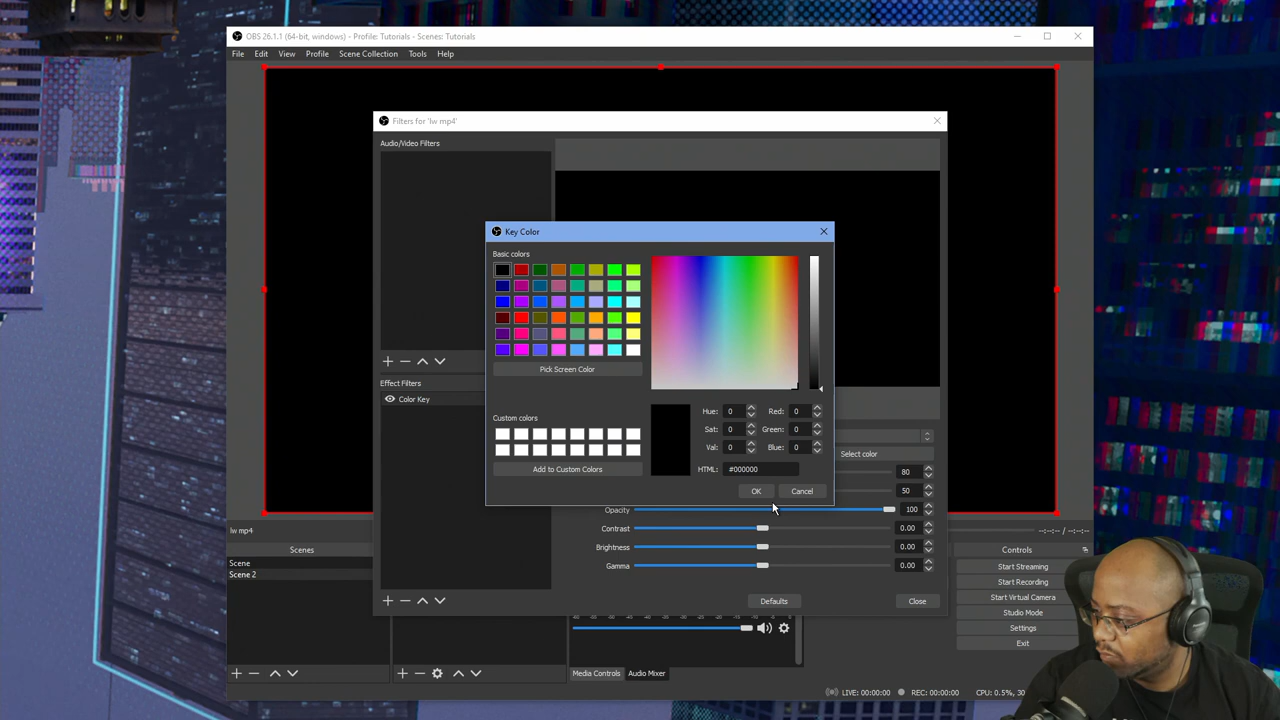 OBS 26.1.1 (64-bit, windows) - Profile: Tutorials - Scenes: Tutorials
File Edit View Profile Scene Collection Tools Help
Filters for 'lw mp4'
Audio/Video Filters
Key Color
Basic colors
Pick Screen Color
Effect Filters
Color Key
Custom colors
Hue: 0 Red: 0
Sat: 0 Green: 0
Val: 0 Blue: 0
Add to Custom Colors
HTML: #000000
OK Cancel
Select color
80
50
Opacity 100
Contrast 0.00
Brightness 0.00
Gamma 0.00
Defaults Close
lw mp4
--:--:-- / --:--:--
Scenes
Scene
Scene 2
Controls
Start Streaming
Start Recording
Start Virtual Camera
Studio Mode
Settings
Exit
Media Controls Audio Mixer
LIVE: 00:00:00 REC: 00:00:00 CPU: 0.5%, 30